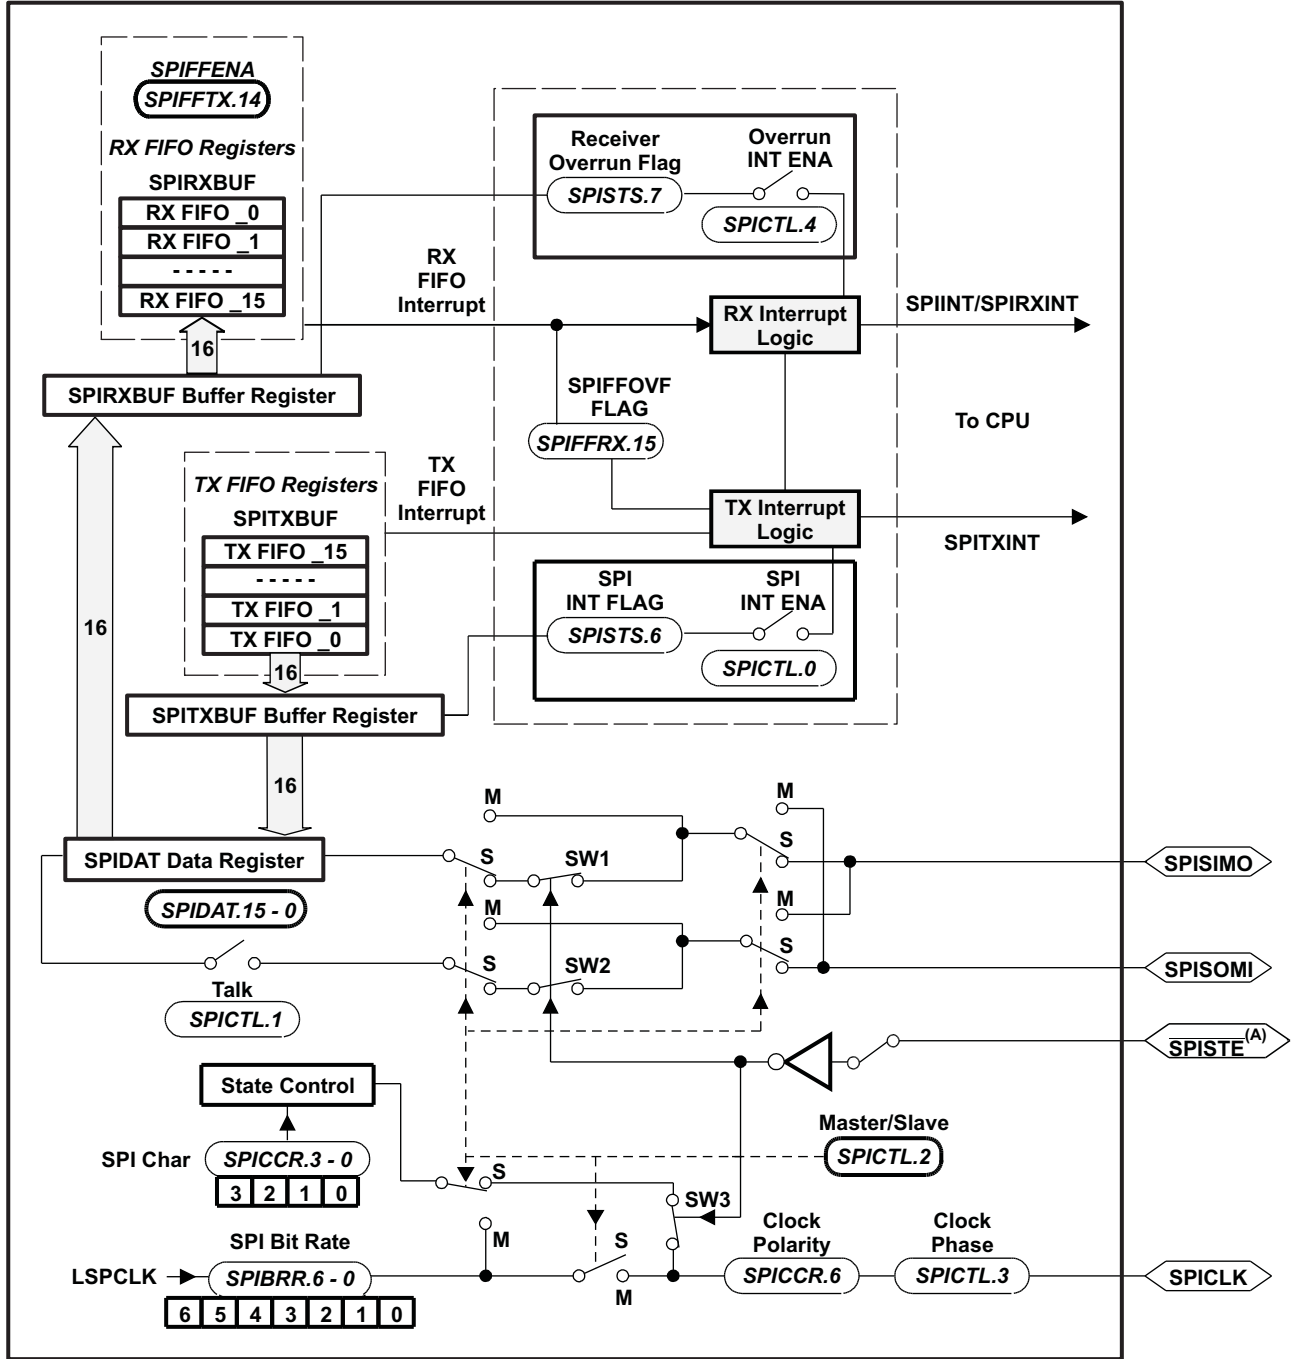 SPIFFENA
SPIFFTX.14
RX FIFO Registers
SPIRXBUF
RX FIFO _0
RX FIFO _1
- - - - -
RX FIFO _15
16
SPIRXBUF Buffer Register
Receiver
Overrun Flag
SPISTS.7
Overrun
INT ENA
SPICTL.4
RX
FIFO
Interrupt
RX Interrupt
Logic
SPIINT/SPIRXINT
SPIFFOVF
FLAG
SPIFFRX.15
To CPU
TX FIFO Registers
SPITXBUF
TX FIFO _15
- - - - -
TX FIFO _1
TX FIFO _0
16
TX
FIFO
Interrupt
TX Interrupt
Logic
SPITXINT
SPI
INT FLAG
SPISTS.6
SPI
INT ENA
SPICTL.0
16
SPITXBUF Buffer Register
16
SPIDAT Data Register
SPIDAT.15 - 0
M
S
SW1
M
S
SPISIMO
M
S
SW2
M
S
SPISOMI
Talk
SPICTL.1
SPISTE(A)
State Control
Master/Slave
SPICTL.2
SPI Char
SPICCR.3 - 0
3 2 1 0
S
M
SW3
SPI Bit Rate
LSPCLK
SPIBRR.6 - 0
6 5 4 3 2 1 0
S
M
Clock
Polarity
SPICCR.6
Clock
Phase
SPICTL.3
SPICLK